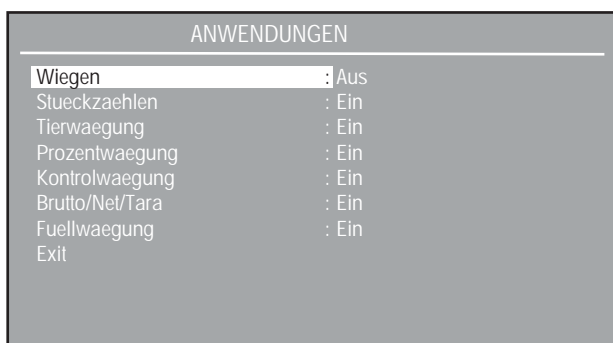 ANWENDUNGEN
Wiegen : Aus
Stueckzaehlen : Ein
Tierwaegung : Ein
Prozentwaegung : Ein
Kontrolwaegung : Ein
Brutto/Net/Tara : Ein
Fuellwaegung : Ein
Exit